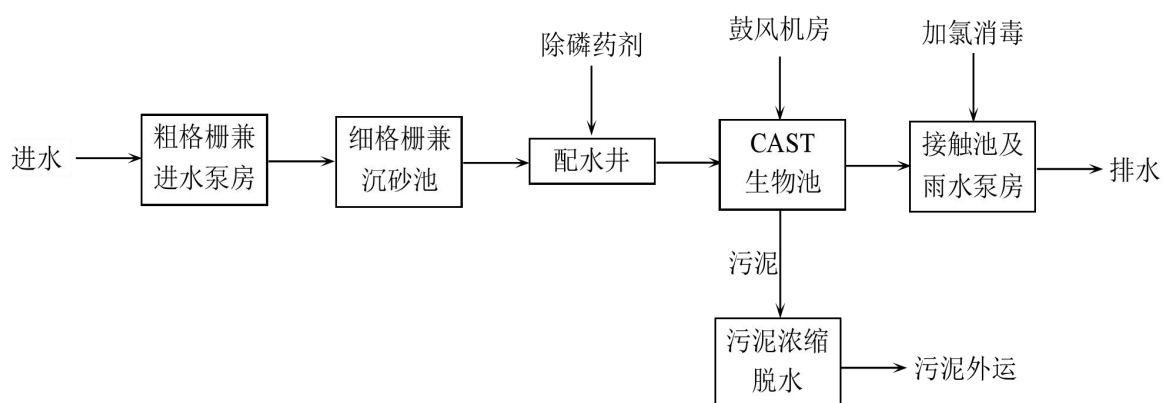 除磷药剂
鼓风机房
加氯消毒
进水
粗格栅兼
进水泵房
细格栅兼
沉砂池
配水井
CAST
生物池
接触池及
雨水泵房
排水
污泥
污泥浓缩
脱水
污泥外运